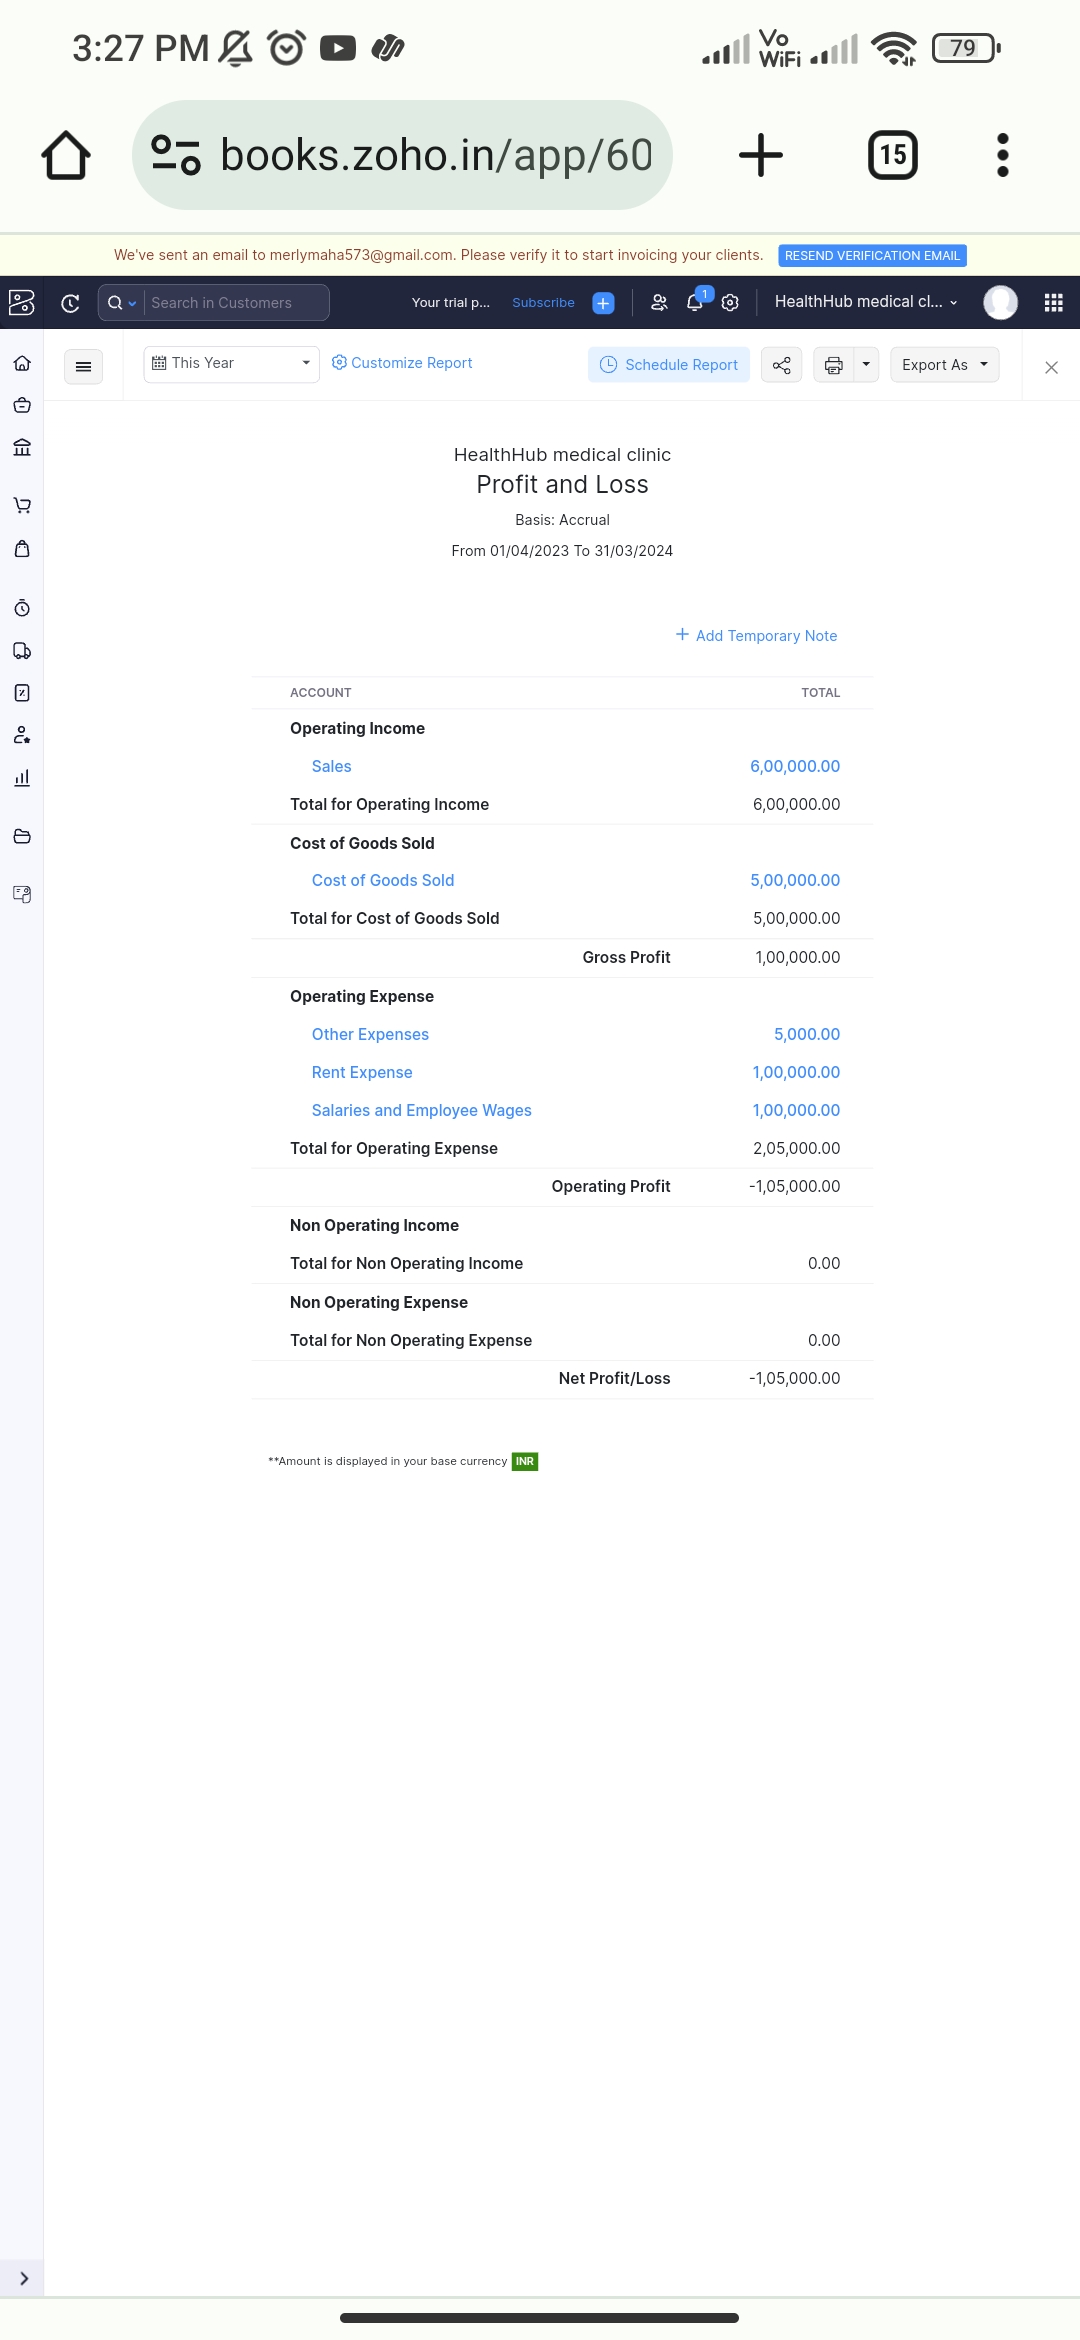 3:27 PM
Vo
WiFi
79
books.zoho.in/app/60
15
We've sent an email to merlymaha573@gmail.com. Please verify it to start invoicing your clients. RESEND VERIFICATION EMAIL
Search in Customers
Your trial p...
Subscribe
1
HealthHub medical cl...
This Year
Customize Report
Schedule Report
Export As
HealthHub medical clinic
Profit and Loss
Basis: Accrual
From 01/04/2023 To 31/03/2024
Add Temporary Note
ACCOUNT TOTAL
Operating Income
Sales 6,00,000.00
Total for Operating Income 6,00,000.00
Cost of Goods Sold
Cost of Goods Sold 5,00,000.00
Total for Cost of Goods Sold 5,00,000.00
Gross Profit 1,00,000.00
Operating Expense
Other Expenses 5,000.00
Rent Expense 1,00,000.00
Salaries and Employee Wages 1,00,000.00
Total for Operating Expense 2,05,000.00
Operating Profit -1,05,000.00
Non Operating Income
Total for Non Operating Income 0.00
Non Operating Expense
Total for Non Operating Expense 0.00
Net Profit/Loss -1,05,000.00
**Amount is displayed in your base currency INR